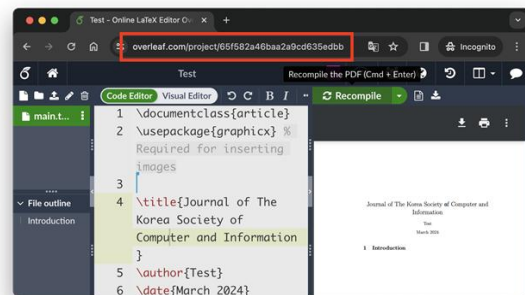 Test - Online LaTeX Editor Ov
overleaf.com/project/65f582a46baa2a9cd635edbb
Incognito
Test
Recompile the PDF (Cmd + Enter)
Code Editor
Visual Editor
B I
Recompile
main.t...
File outline
Introduction
1 \documentclass{article}
2 \usepackage{graphicx} %
Required for inserting
images
3
4 \title{Journal of The
Korea Society of
Computer and Information
}
5 \author{Test}
6 \date{March 2024}
Journal of The Korea Society of Computer and
Information
Test
March 2024
1 Introduction